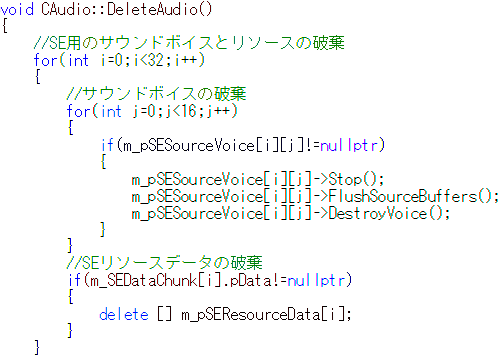 void CAudio::DeleteAudio()
{
    //SE用のサウンドボイスとリソースの破棄
    for(int i=0;i<32;i++)
    {
        //サウンドボイスの破棄
        for(int j=0;j<16;j++)
        {
            if(m_pSESourceVoice[i][j]!=nullptr)
            {
                m_pSESourceVoice[i][j]->Stop();
                m_pSESourceVoice[i][j]->FlushSourceBuffers();
                m_pSESourceVoice[i][j]->DestroyVoice();
            }
        }
        //SEリソースデータの破棄
        if(m_SEDataChunk[i].pData!=nullptr)
        {
            delete [] m_pSEResourceData[i];
        }
    }